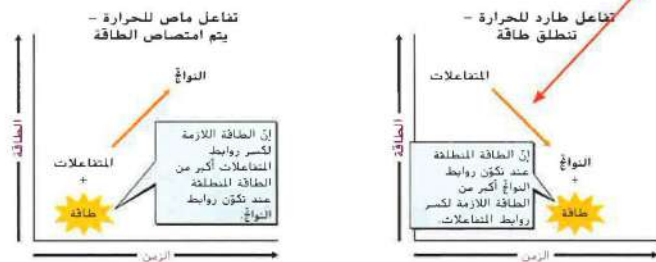 تفاعل طارد للحرارة –
تنطلق طاقة
المتفاعلات
الطاقة
إنّ الطاقة المنطلقة
عند تكوّن روابط
النواتج أكبر من
الطاقة اللازمة لكسر
روابط المتفاعلات.
النواتج
+
طاقة
الزمن
تفاعل ماص للحرارة –
يتم امتصاص الطاقة
النواتج
الطاقة
المتفاعلات
+
طاقة
إنّ الطاقة اللازمة
لكسر روابط
المتفاعلات أكبر من
الطاقة المنطلقة
عند تكوّن روابط
النواتج.
الزمن